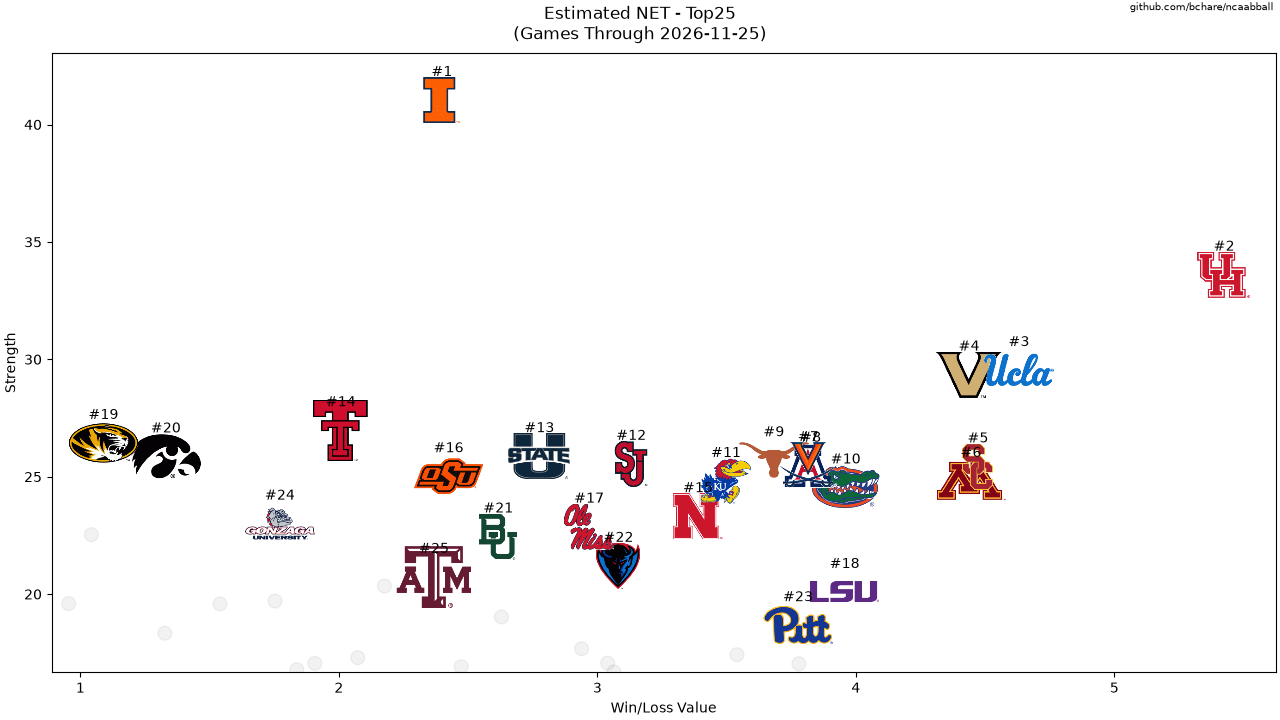 github.com/bchare/ncaabball
Estimated NET - Top25
(Games Through 2026-11-25)
#1
40
35
#2
Strength
30
#4
#3
UCLA
#14
#19
#20
#16
#13
STATE
#12
SJ
#11
KU
#9
#8
#10
#5
#6
25
OSU
#24
GONZAGA
UNIVERSITY
#21
BU
#17
Ole
Miss
N
#22
#25
ATM
#18
LSU
#23
Pitt
20
1
2
3
4
5
Win/Loss Value